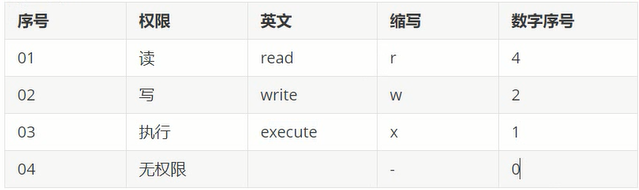 序号 权限 英文 缩写 数字序号
01 读 read r 4
02 写 write w 2
03 执行 execute x 1
04 无权限 - 0